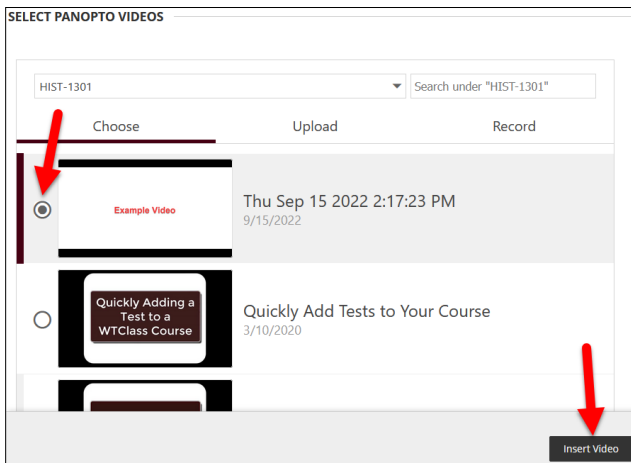 SELECT PANOPTO VIDEOS
HIST-1301
Search under "HIST-1301"
Choose
Upload
Record
Example Video
Thu Sep 15 2022 2:17:23 PM
9/15/2022
Quickly Adding a
Test to a
WTClass Course
Quickly Add Tests to Your Course
3/10/2020
Insert Video